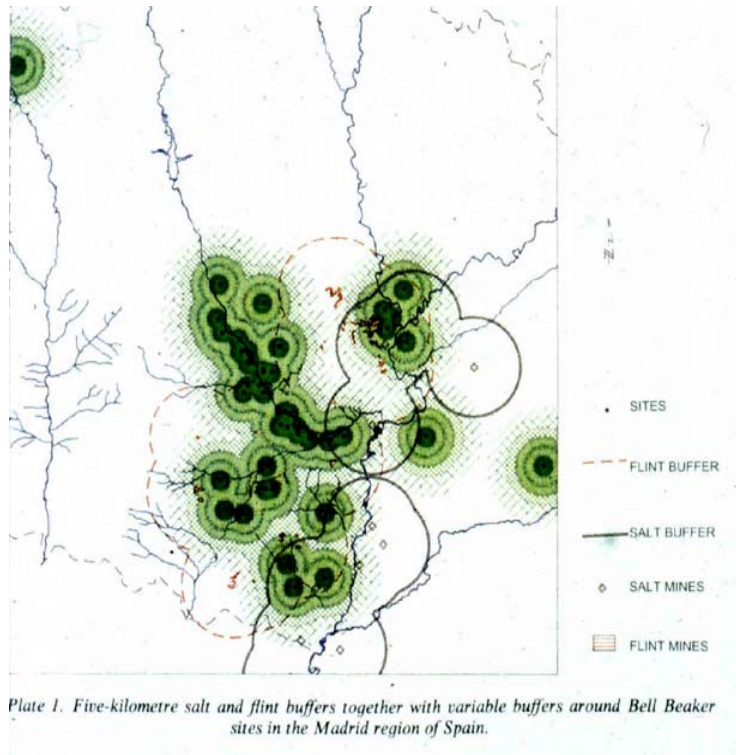 SITES
FLINT BUFFER
SALT BUFFER
SALT MINES
FLINT MINES
Plate 1. Five-kilometre salt and flint buffers together with variable buffers around Bell Beaker
sites in the Madrid region of Spain.